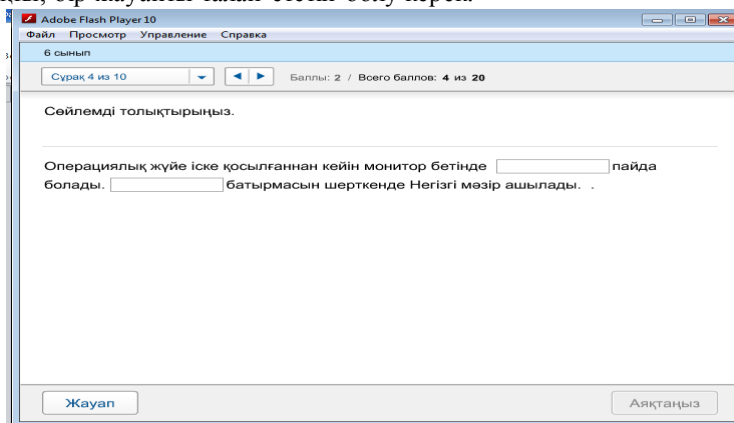 Adobe Flash Player 10
Файл Просмотр Управление Справка
6 сынып
Сұрақ 4 из 10
Баллы: 2 / Всего баллов: 4 из 20
Сөйлемді толықтырыңыз.
Операциялық жүйе іске қосылғаннан кейін монитор бетінде пайда
болады. батырмасын шерткенде Негізгі мәзір ашылады. .
Жауап
Аяқтаңыз